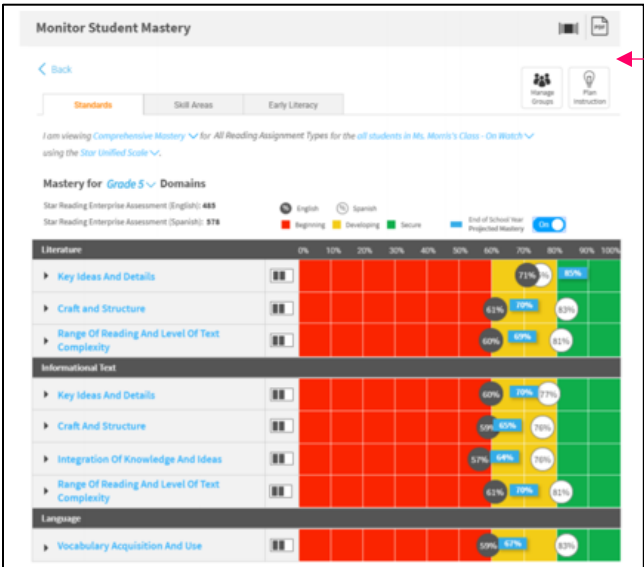 Monitor Student Mastery
PDF
Back
Manage Groups
Plan Instruction
Standards
Skill Areas
Early Literacy
I am viewing Comprehensive Mastery for All Reading Assignment Types for the all students in Ms. Morris's Class - On Watch
using the Star Unified Scale.
Mastery for Grade 5 Domains
Star Reading Enterprise Assessment (English): 485
Star Reading Enterprise Assessment (Spanish): 576
English
Spanish
Beginning
Developing
Secure
End of School Year
Projected Mastery
On
Literature 0% 10% 20% 30% 40% 50% 60% 70% 80% 90% 100%
Key Ideas And Details 71% 85%
Craft and Structure 61% 70% 83%
Range Of Reading And Level Of Text
Complexity 60% 69% 81%
Informational Text
Key Ideas And Details 60% 70% 77%
Craft And Structure 59% 65% 76%
Integration Of Knowledge And Ideas 57% 64% 76%
Range Of Reading And Level Of Text
Complexity 61% 70% 81%
Language
Vocabulary Acquisition And Use 59% 67% 83%